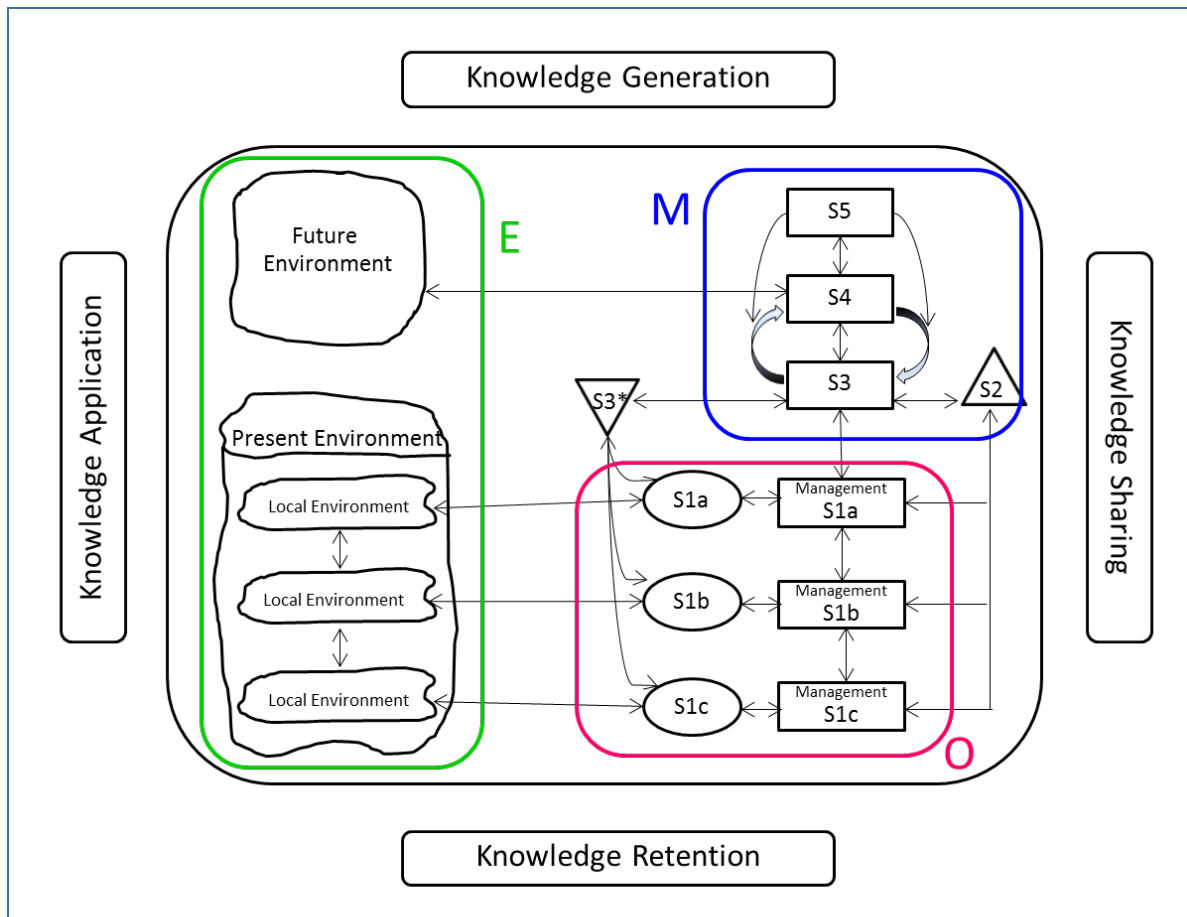 Knowledge Generation
Knowledge Application
Knowledge Sharing
Knowledge Retention
E
M
O
Future
Environment
S5
S4
S3
S3*
S2
Present Environment
Local Environment
S1a
Management
S1a
Local Environment
S1b
Management
S1b
Local Environment
S1c
Management
S1c